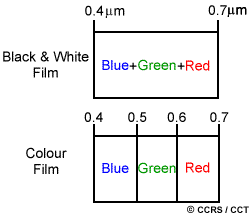 0.4μm 0.7μm
Black & White
Film
Blue+Green+Red
0.4 0.5 0.6 0.7
Colour
Film
Blue Green Red
© CCRS / CCT